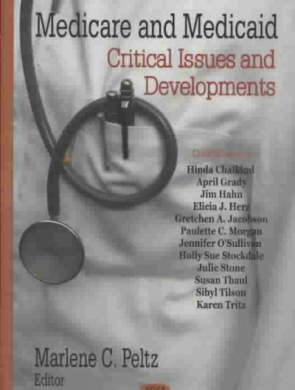 Medicare and Medicaid
Critical Issues and
Developments
Hinda Chaikind
April Grady
Jim Hahn
Elicia J. Herz
Gretchen A. Jacobson
Paulette C. Morgan
Jennifer O'Sullivan
Holly Sue Stockdale
Julie Stone
Susan Thaul
Sibyl Tilson
Karen Tritz
Marlene C. Peltz
Editor